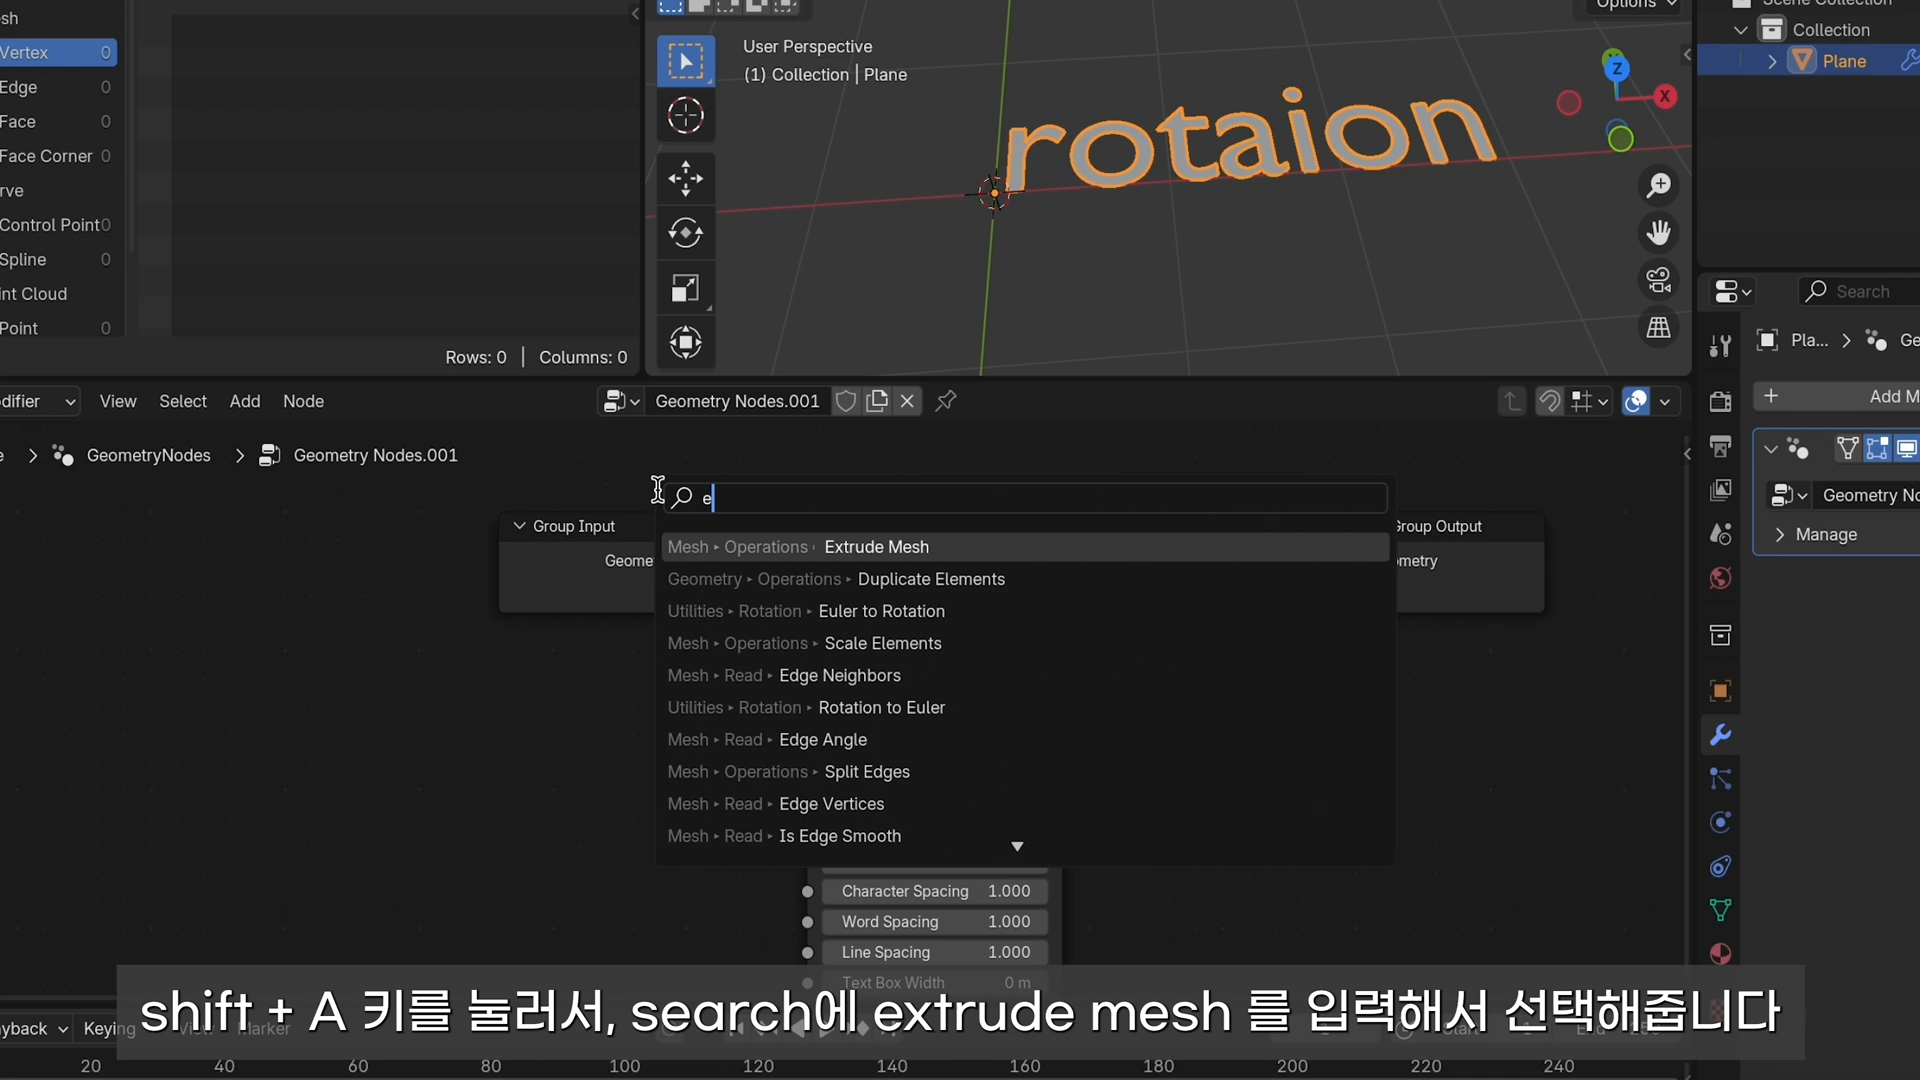 sh
Vertex 0
Edge 0
Face 0
Face Corner 0
rve
Control Point 0
Spline 0
int Cloud
Point 0
Rows: 0 | Columns: 0
User Perspective
(1) Collection | Plane
rotaion
Options
Z
X
Scene Collection
Collection
Plane
Search
Pla... > Ge
Add M
Geometry No
Manage
difier View Select Add Node
Geometry Nodes.001
e > GeometryNodes > Geometry Nodes.001
e
Group Input
Geome
Group Output
ometry
Mesh ▸ Operations ▸ Extrude Mesh
Geometry ▸ Operations ▸ Duplicate Elements
Utilities ▸ Rotation ▸ Euler to Rotation
Mesh ▸ Operations ▸ Scale Elements
Mesh ▸ Read ▸ Edge Neighbors
Utilities ▸ Rotation ▸ Rotation to Euler
Mesh ▸ Read ▸ Edge Angle
Mesh ▸ Operations ▸ Split Edges
Mesh ▸ Read ▸ Edge Vertices
Mesh ▸ Read ▸ Is Edge Smooth
Character Spacing 1.000
Word Spacing 1.000
Line Spacing 1.000
Text Box Width 0 m
shift + A 키를 눌러서, search에 extrude mesh 를 입력해서 선택해줍니다
yback Keying View Marker
20 40 60 80 100 120 140 160 180 200 220 240